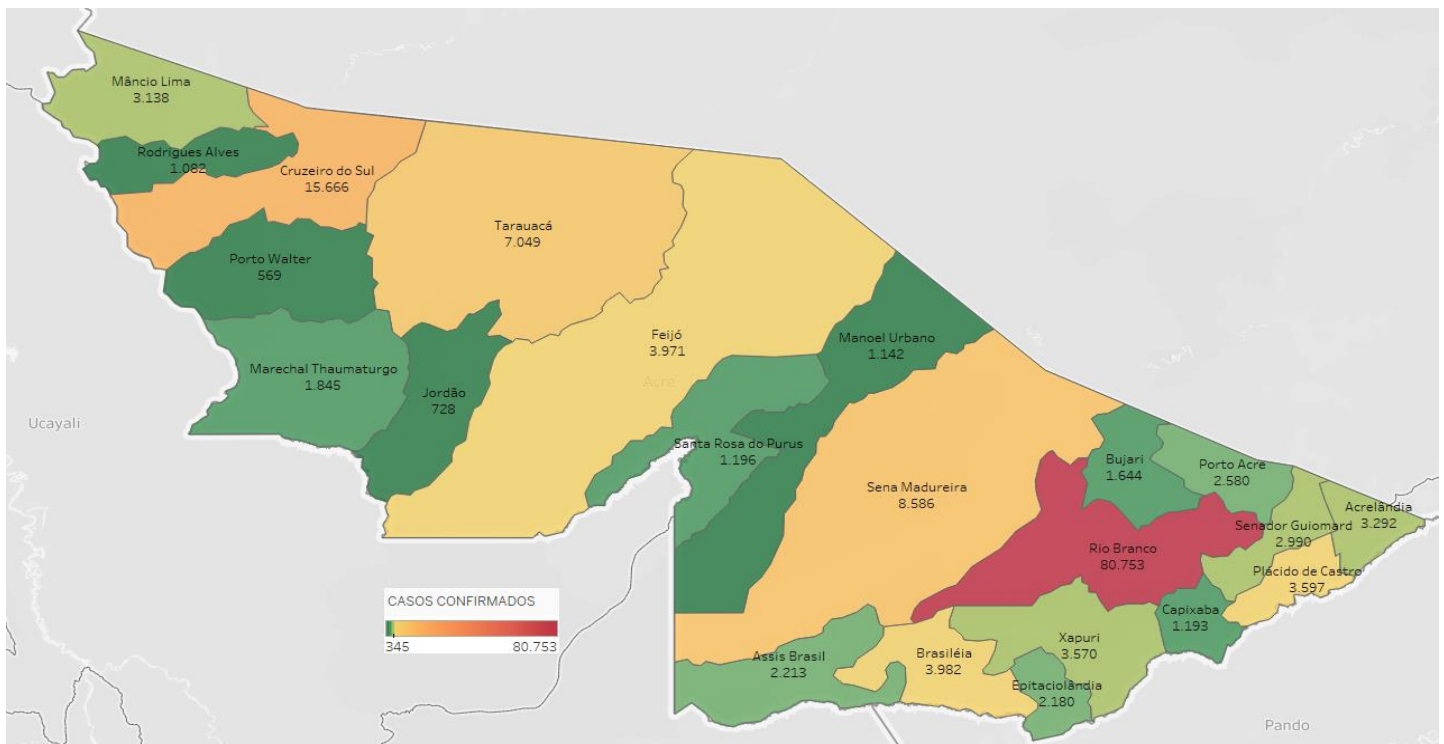 Mâncio Lima
3.138
Rodrigues Alves
1.082
Cruzeiro do Sul
15.666
Tarauacá
7.049
Porto Walter
569
Feijó
3.971
Manoel Urbano
1.142
Marechal Thaumaturgo
1.845
Acre
Jordão
728
Ucayali
Santa Rosa do Purus
1.196
Bujari
1.644
Porto Acre
2.580
Sena Madureira
8.586
Acrelândia
3.292
Senador Guiomard
2.990
Rio Branco
80.753
Plácido de Castro
3.597
CASOS CONFIRMADOS
345 80.753
Capixaba
1.193
Xapuri
3.570
Assis Brasil
2.213
Brasiléia
3.982
Epitaciolândia
2.180
Pando